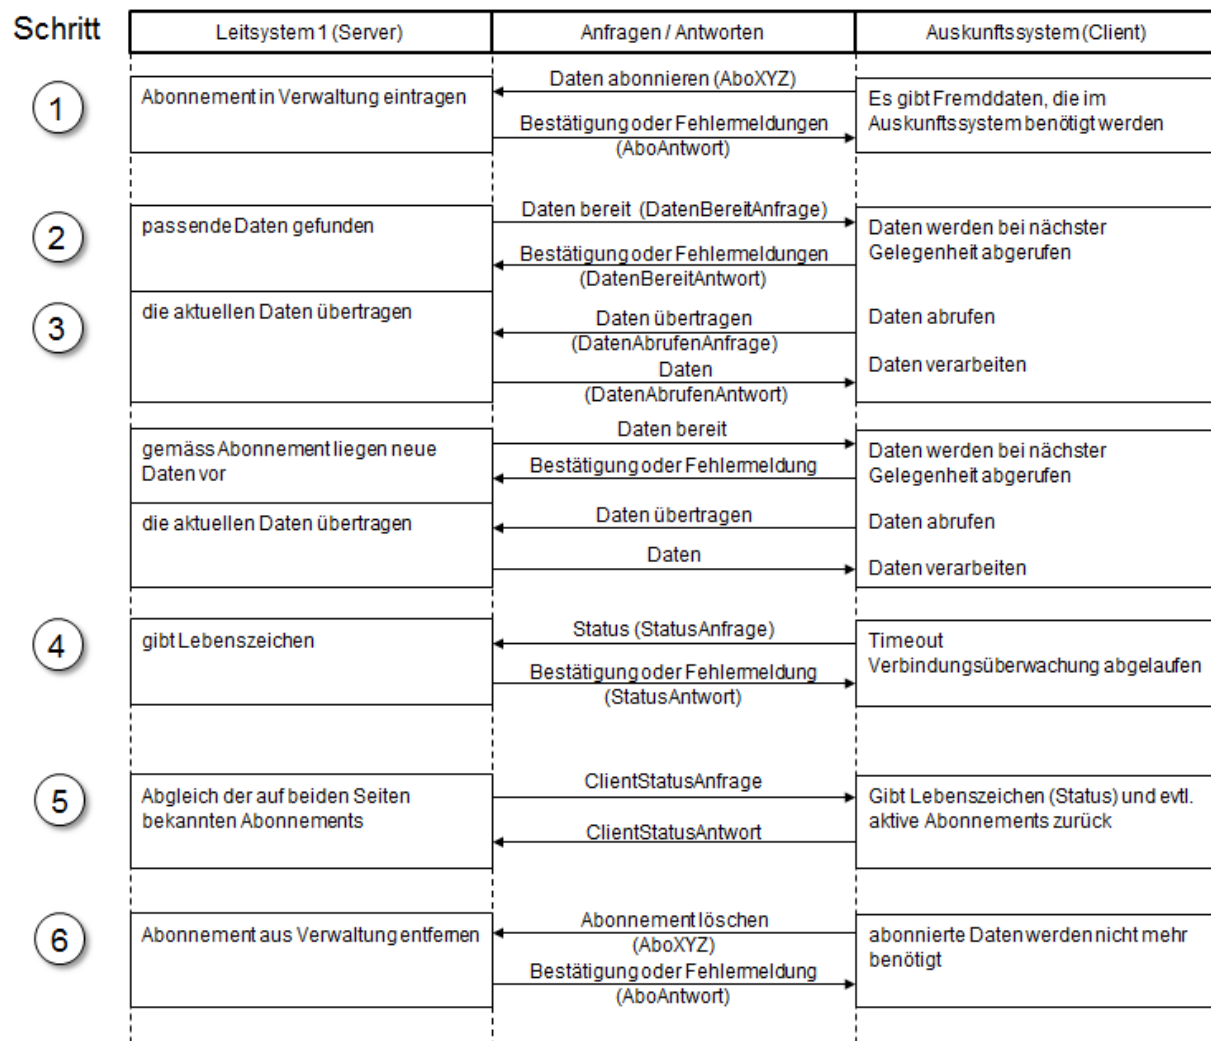 Schritt
Leitsystem 1 (Server)
Anfragen / Antworten
Auskunftssystem (Client)
1
Abonnement in Verwaltung eintragen
Daten abonnieren (AboXYZ)
Bestätigung oder Fehlermeldungen
(AboAntwort)
Es gibt Fremddaten, die im
Auskunftssystem benötigt werden
2
passende Daten gefunden
Daten bereit (DatenBereitAnfrage)
Bestätigung oder Fehlermeldungen
(DatenBereitAntwort)
Daten werden bei nächster
Gelegenheit abgerufen
3
die aktuellen Daten übertragen
Daten übertragen
(DatenAbrufenAnfrage)
Daten
(DatenAbrufenAntwort)
Daten abrufen
Daten verarbeiten
gemäss Abonnement liegen neue
Daten vor
Daten bereit
Bestätigung oder Fehlermeldung
Daten werden bei nächster
Gelegenheit abgerufen
die aktuellen Daten übertragen
Daten übertragen
Daten
Daten abrufen
Daten verarbeiten
4
gibt Lebenszeichen
Status (StatusAnfrage)
Bestätigung oder Fehlermeldung
(StatusAntwort)
Timeout
Verbindungsüberwachung abgelaufen
5
Abgleich der auf beiden Seiten
bekannten Abonnements
ClientStatusAnfrage
ClientStatusAntwort
Gibt Lebenszeichen (Status) und evtl.
aktive Abonnements zurück
6
Abonnement aus Verwaltung entfernen
Abonnement löschen
(AboXYZ)
Bestätigung oder Fehlermeldung
(AboAntwort)
abonnierte Daten werden nicht mehr
benötigt